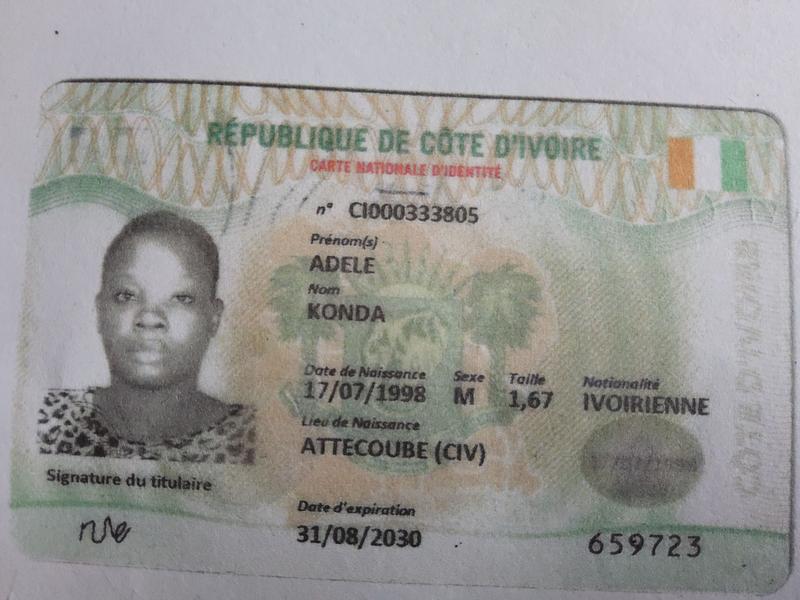 RÉPUBLIQUE DE CÔTE D'IVOIRE
CARTE NATIONALE D'IDENTITÉ
n° CI000333805
Prénom(s)
ADELE
Nom
KONDA
Date de Naissance Sexe Taille Nationalité
17/07/1998 M 1,67 IVOIRIENNE
Lieu de Naissance
ATTECOUBE (CIV)
Signature du titulaire
Date d'expiration
31/08/2030
659723